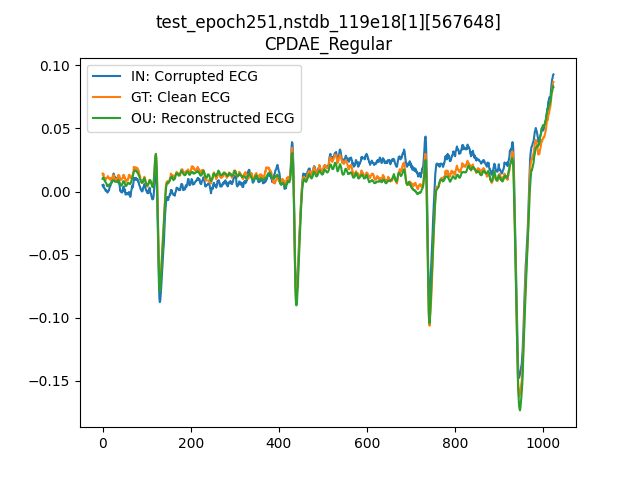 test_epoch251,nstdb_119e18[1][567648]
CPDAE_Regular
IN: Corrupted ECG
GT: Clean ECG
OU: Reconstructed ECG
0.10
0.05
0.00
−0.05
−0.10
−0.15
0 200 400 600 800 1000